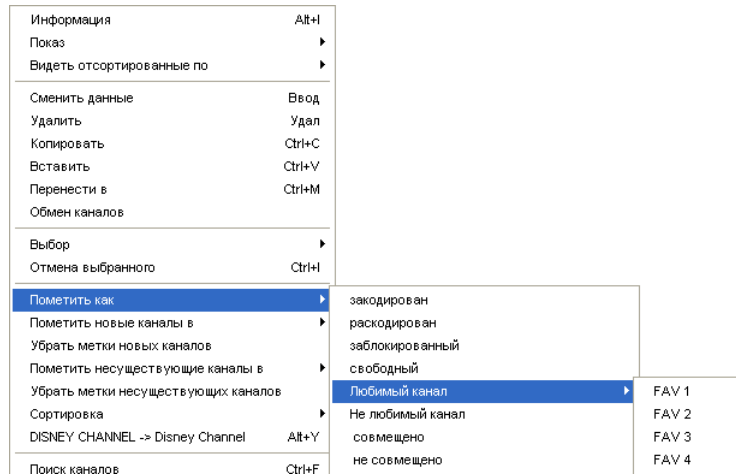 Информация Alt+I
Показ
Видеть отсортированные по
Сменить данные Ввод
Удалить Удал
Копировать Ctrl+C
Вставить Ctrl+V
Перенести в Ctrl+M
Обмен каналов
Выбор
Отмена выбранного Ctrl+I
Пометить как
Пометить новые каналы в
Убрать метки новых каналов
Пометить несуществующие каналы в
Убрать метки несуществующих каналов
Сортировка
DISNEY CHANNEL -> Disney Channel Alt+Y
Поиск каналов Ctrl+F
закодирован
раскодирован
заблокированный
свободный
Любимый канал
Не любимый канал
совмещено
не совмещено
FAV 1
FAV 2
FAV 3
FAV 4